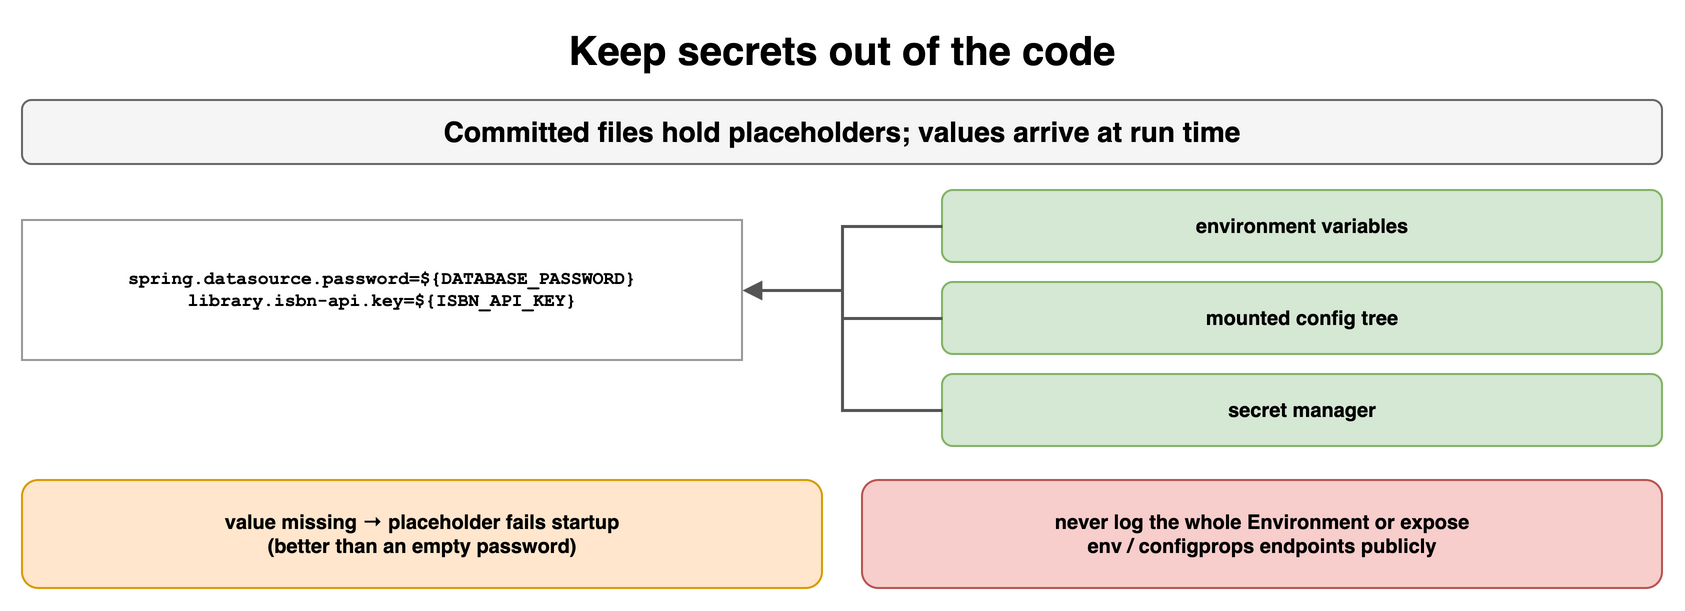 Keep secrets out of the code
Committed files hold placeholders; values arrive at run time
spring.datasource.password=${DATABASE_PASSWORD}
library.isbn-api.key=${ISBN_API_KEY}
environment variables
mounted config tree
secret manager
value missing → placeholder fails startup
(better than an empty password)
never log the whole Environment or expose
env / configprops endpoints publicly